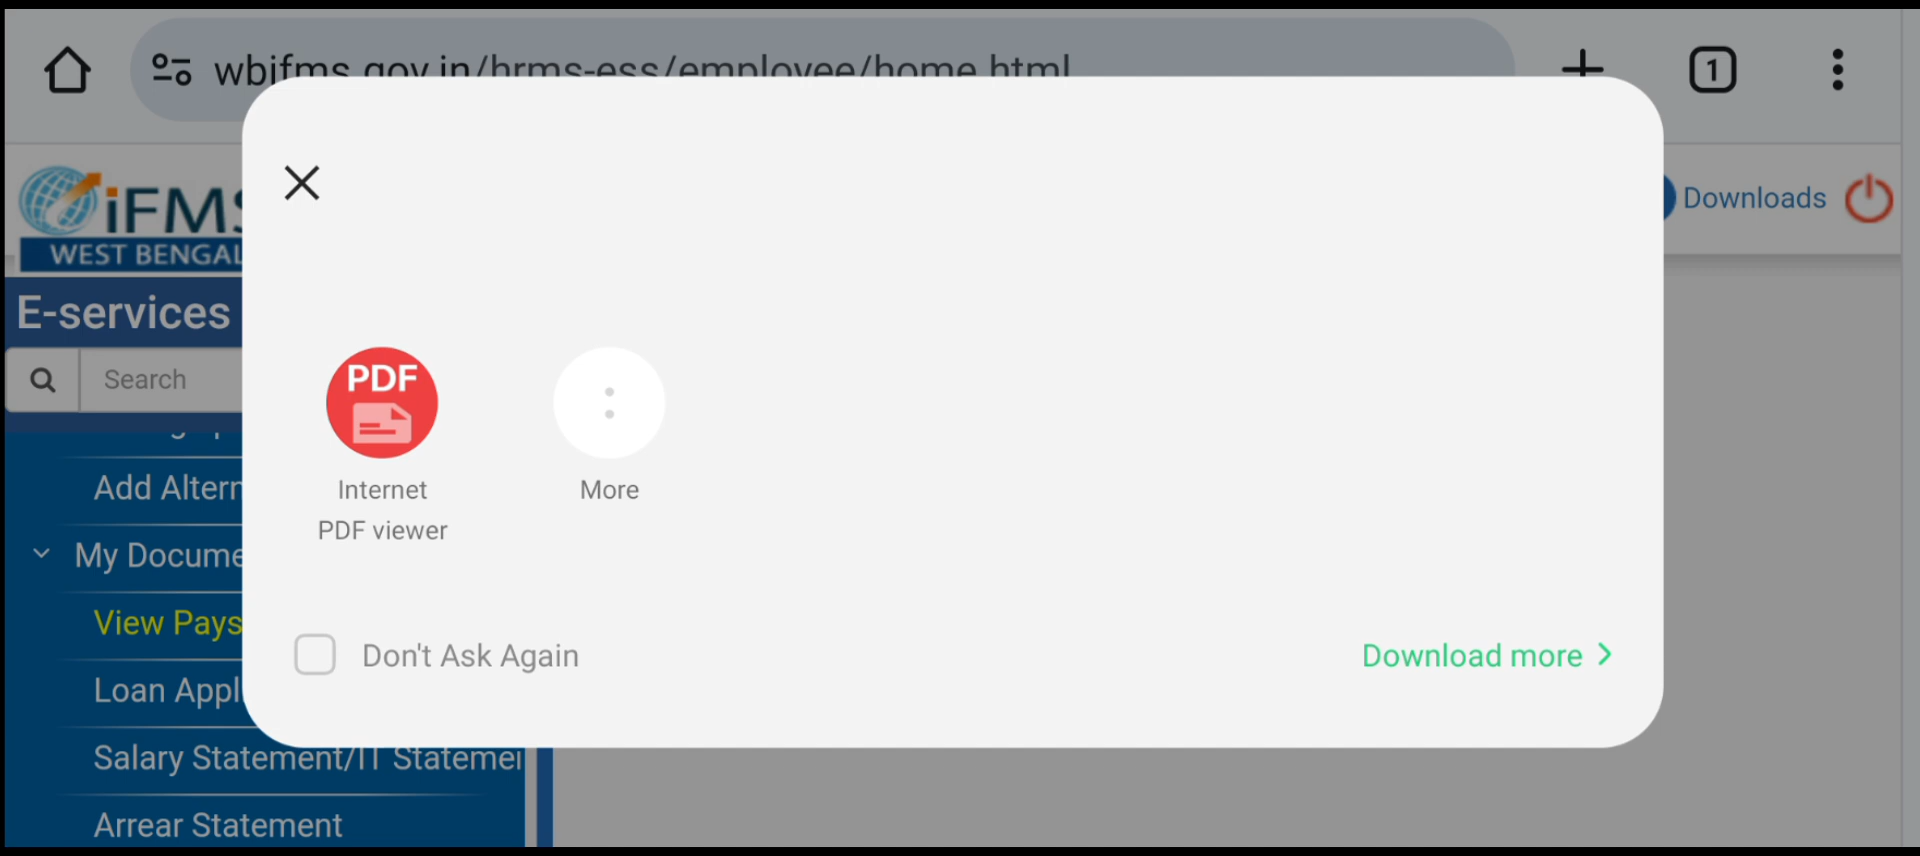 wbifms.gov.in/hrms-ess/employee/home.html
1
iFMS
WEST BENGAL
Downloads
E-services
Search
PDF
Internet
PDF viewer
More
Add Altern
My Docume
View Pays
Don't Ask Again
Download more
Loan Appl
Salary Statement/IT Statemen
Arrear Statement